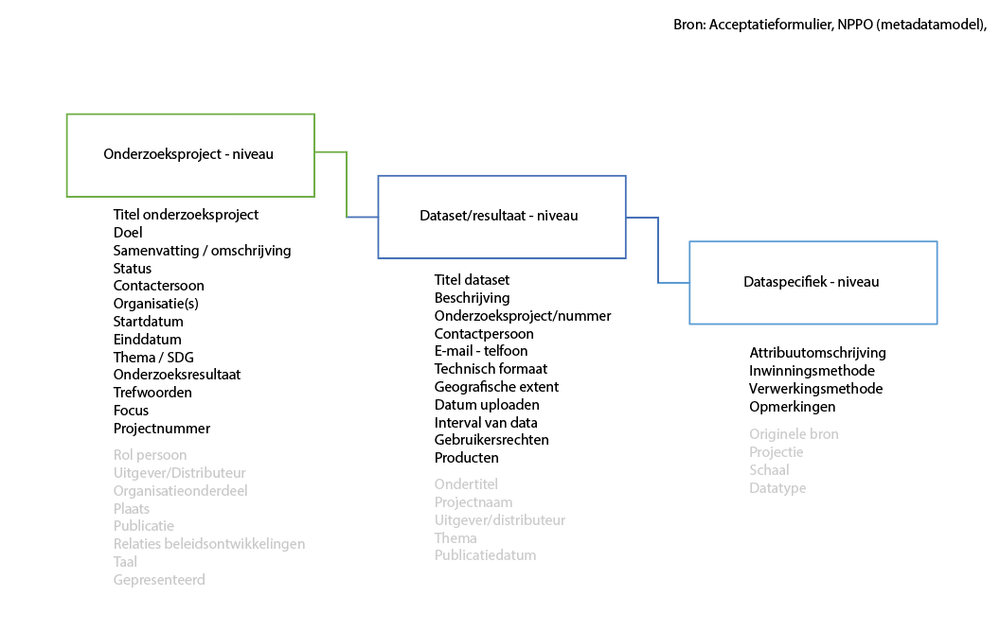 Bron: Acceptatieformulier, NPPO (metadatamodel),
Onderzoeksproject - niveau
Titel onderzoeksproject
Doel
Samenvatting / omschrijving
Status
Contactersoon
Organisatie(s)
Startdatum
Einddatum
Thema / SDG
Onderzoeksresultaat
Trefwoorden
Focus
Projectnummer
Rol persoon
Uitgever/Distributeur
Organisatieonderdeel
Plaats
Publicatie
Relaties beleidsontwikkelingen
Taal
Gepresenteerd
Dataset/resultaat - niveau
Titel dataset
Beschrijving
Onderzoeksproject/nummer
Contactpersoon
E-mail - telfoon
Technisch formaat
Geografische extent
Datum uploaden
Interval van data
Gebruikersrechten
Producten
Ondertitel
Projectnaam
Uitgever/distributeur
Thema
Publicatiedatum
Dataspecifiek - niveau
Attribuutomschrijving
Inwinningsmethode
Verwerkingsmethode
Opmerkingen
Originele bron
Projectie
Schaal
Datatype